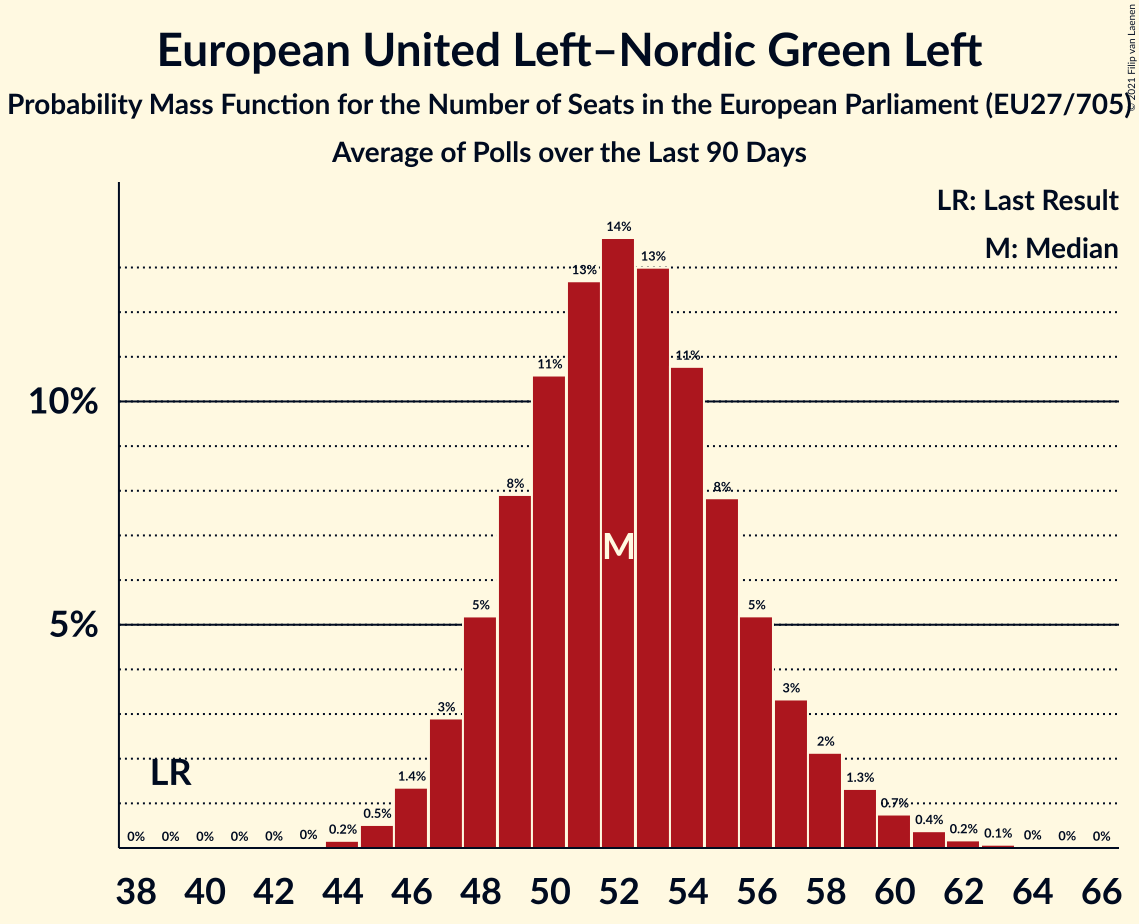 European United Left–Nordic Green Left
Probability Mass Function for the Number of Seats in the European Parliament (EU27/705)
Average of Polls over the Last 90 Days
© 2021 Filip van Laenen
LR: Last Result
M: Median
10%
5%
LR
M
0% 0% 0% 0% 0% 0% 0.2% 0.5% 1.4% 3% 5% 8% 11% 13% 14% 13% 11% 8% 5% 3% 2% 1.3% 0.7% 0.4% 0.2% 0.1% 0% 0% 0%
38 40 42 44 46 48 50 52 54 56 58 60 62 64 66